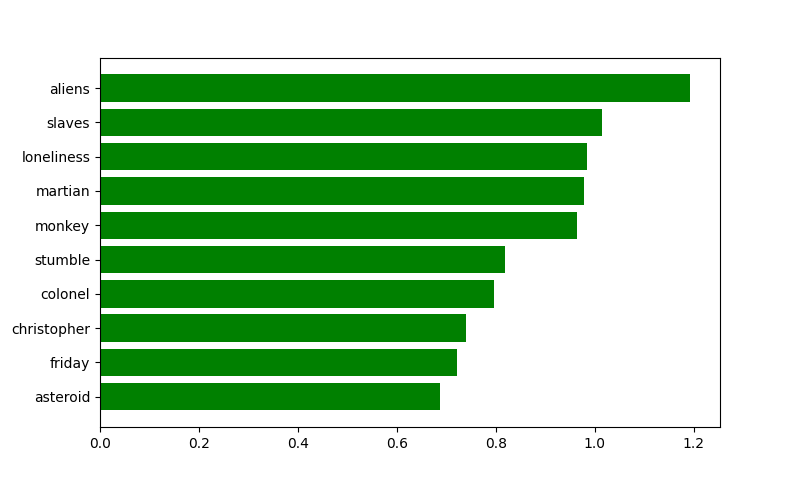 aliens
slaves
loneliness
martian
monkey
stumble
colonel
christopher
friday
asteroid
0.0 0.2 0.4 0.6 0.8 1.0 1.2